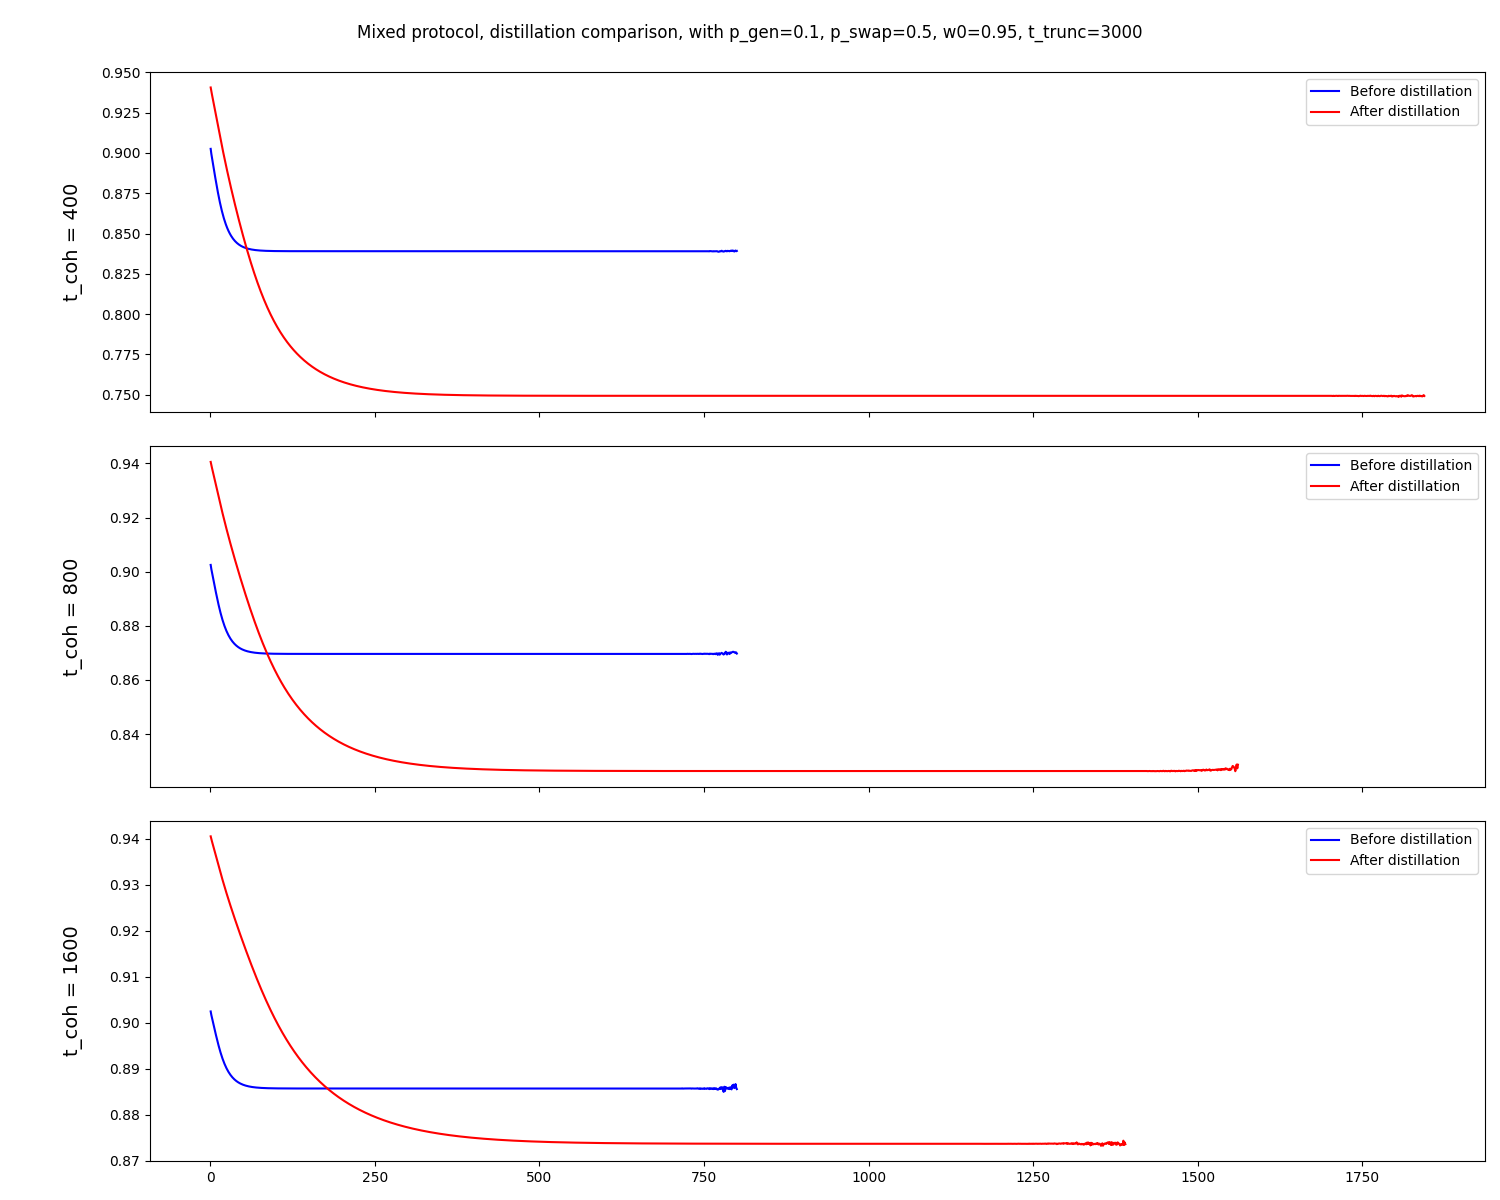 Mixed protocol, distillation comparison, with p_gen=0.1, p_swap=0.5, w0=0.95, t_trunc=3000
t_coh = 400
0.950
0.925
0.900
0.875
0.850
0.825
0.800
0.775
0.750
Before distillation
After distillation
t_coh = 800
0.94
0.92
0.90
0.88
0.86
0.84
Before distillation
After distillation
t_coh = 1600
0.94
0.93
0.92
0.91
0.90
0.89
0.88
0.87
Before distillation
After distillation
0 250 500 750 1000 1250 1500 1750